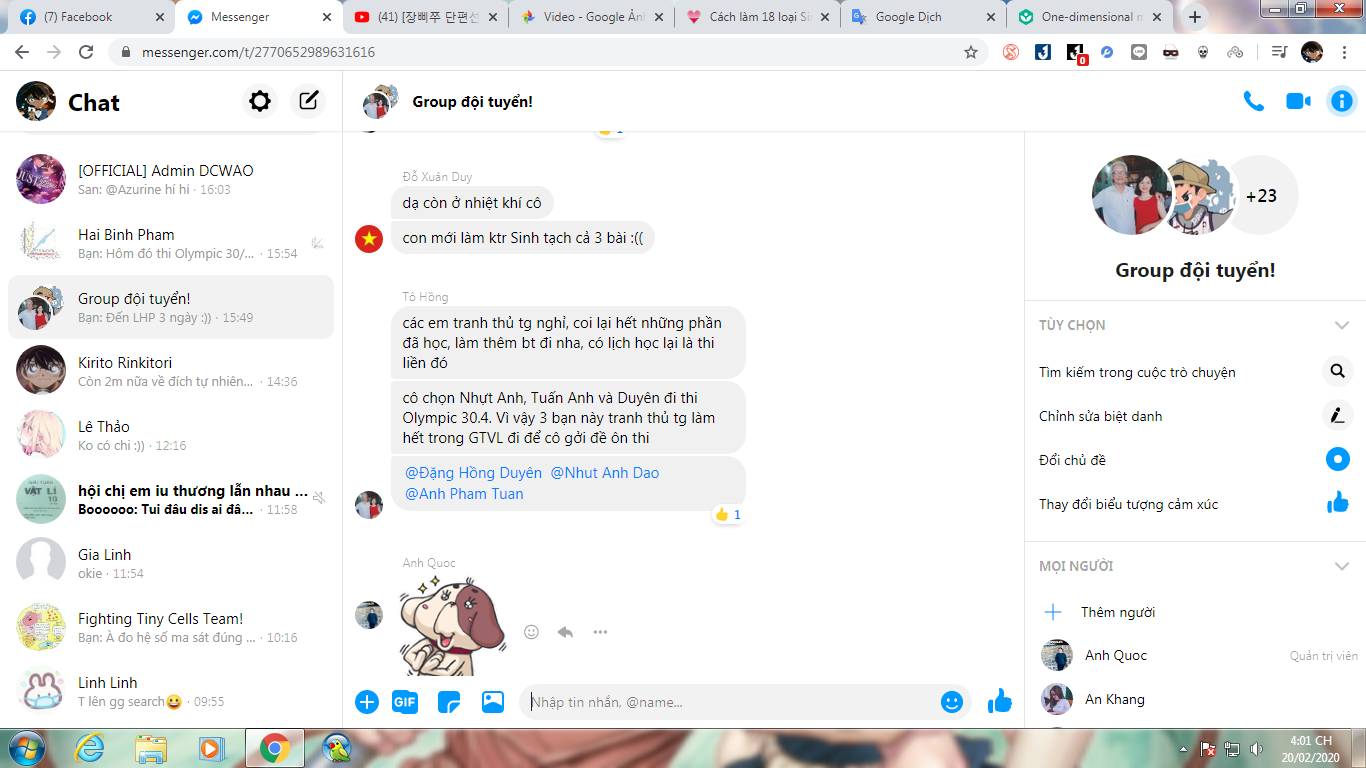 (7) Facebook
Messenger
(41) [장삐쭈 단편선
Video - Google Ản
Cách làm 18 loại Si
Google Dịch
One-dimensional m
messenger.com/t/2770652989631616
0
Chat
Group đội tuyển!
[OFFICIAL] Admin DCWAO
San: @Azurine hí hí · 16:03
Hai Binh Pham
Bạn: Hôm đó thi Olympic 30/... · 15:54
Group đội tuyển!
Bạn: Đến LHP 3 ngày :)) · 15:49
Kirito Rinkitori
Còn 2m nữa về đích tự nhiên... · 14:36
Lê Thảo
Ko có chi :)) · 12:16
VẬT LÍ
10
hội chị em iu thương lẫn nhau ...
Boooooo: Tui đâu dis ai đâ... · 11:58
Gia Linh
okie · 11:54
Fighting Tiny Cells Team!
Bạn: À đo hệ số ma sát đúng ... · 10:16
Linh Linh
T lên gg search😀 · 09:55
Đỗ Xuân Duy
dạ còn ở nhiệt khí cô
con mới làm ktr Sinh tạch cả 3 bài :((
Tô Hồng
các em tranh thủ tg nghỉ, coi lại hết những phần
đã học, làm thêm bt đi nha, có lịch học lại là thi
liền đó
cô chọn Nhựt Anh, Tuấn Anh và Duyên đi thi
Olympic 30.4. Vì vậy 3 bạn này tranh thủ tg làm
hết trong GTVL đi để cô gởi đề ôn thi
@Đặng Hồng Duyên @Nhut Anh Dao
@Anh Pham Tuan
1
Anh Quoc
GIF
Nhập tin nhắn, @name...
+23
Group đội tuyển!
TÙY CHỌN
Tìm kiếm trong cuộc trò chuyện
Chỉnh sửa biệt danh
Đổi chủ đề
Thay đổi biểu tượng cảm xúc
MỌI NGƯỜI
Thêm người
Anh Quoc
Quản trị viên
An Khang
4:01 CH
20/02/2020